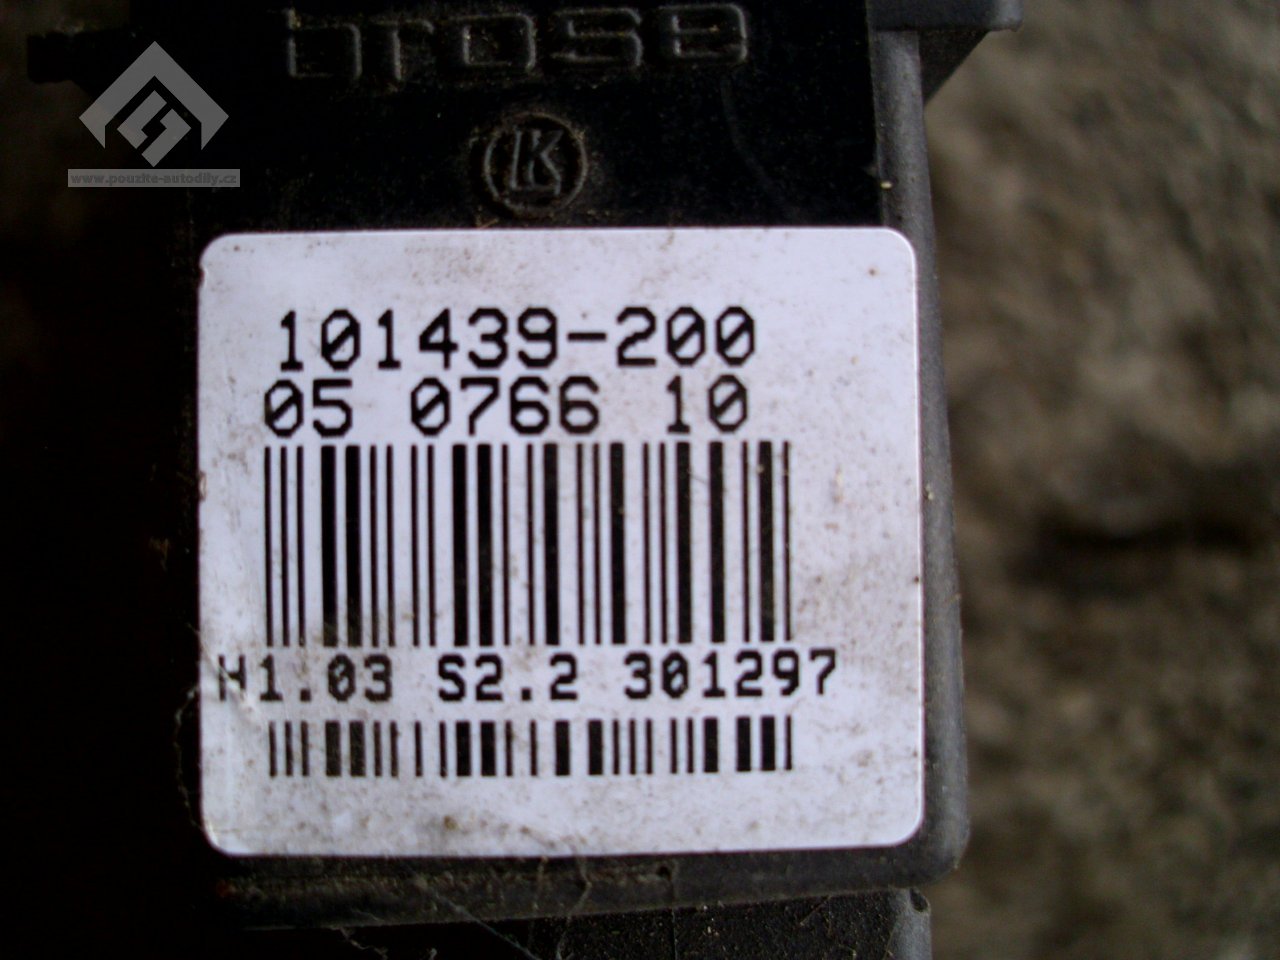 brose
www.pouzite-autodily.cz
K
101439-200
05 0766 10
H1.03 S2.2 301297